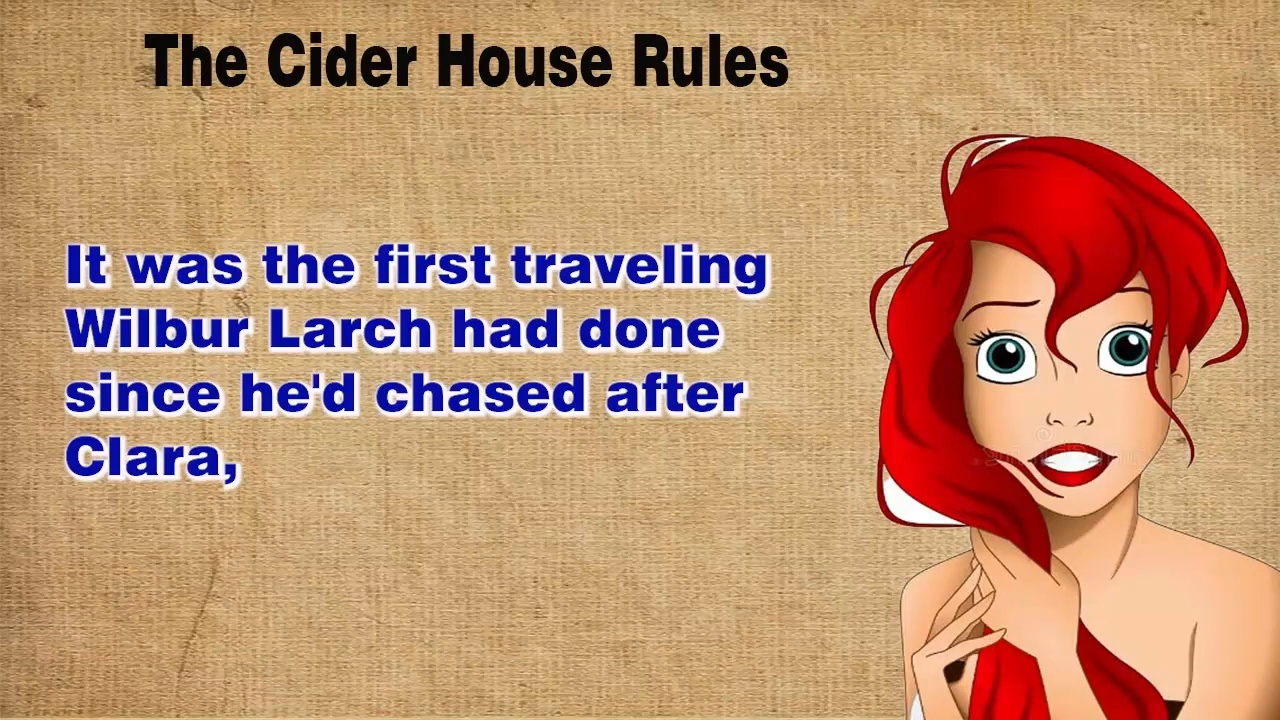 The Cider House Rules
It was the first traveling
Wilbur Larch had done
since he'd chased after
Clara,